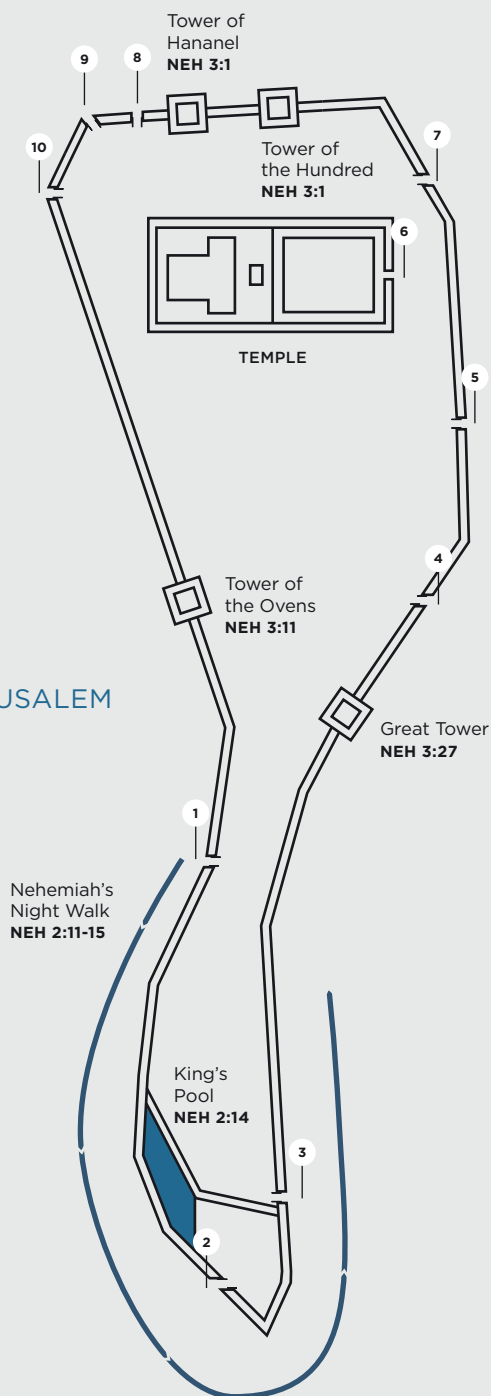 Tower of
Hananel
NEH 3:1
9
8
10
Tower of
the Hundred
NEH 3:1
7
6
TEMPLE
5
4
Tower of
the Ovens
NEH 3:11
USALEM
Great Tower
NEH 3:27
1
Nehemiah's
Night Walk
NEH 2:11-15
King's
Pool
NEH 2:14
3
2